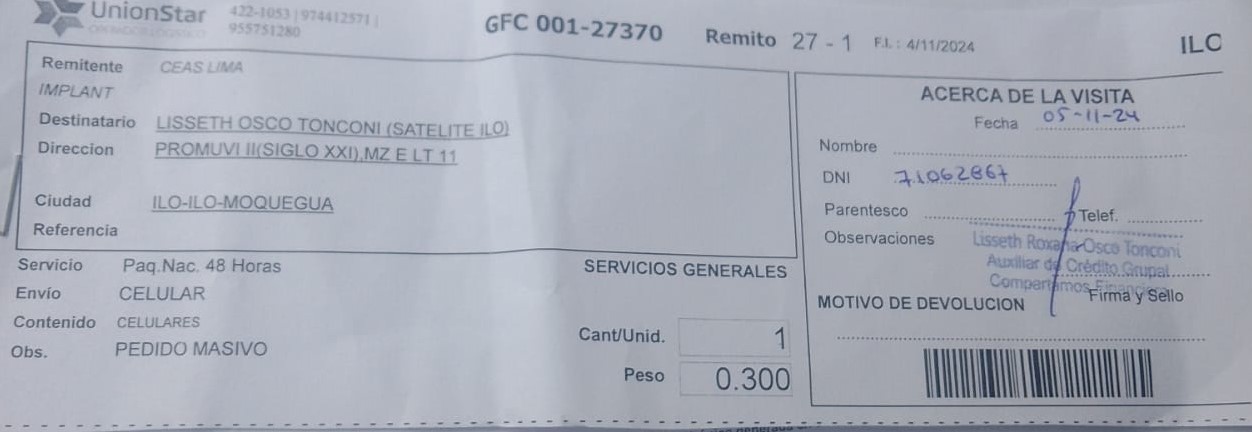 UnionStar 422-1053 | 974412571 |
955751280
GFC 001-27370 Remito 27 - 1 F.I. : 4/11/2024 ILO
Remitente CEAS LIMA
IMPLANT
Destinatario LISSETH OSCO TONCONI (SATELITE ILO)
Direccion PROMUVI II(SIGLO XXI),MZ E LT 11
Ciudad ILO-ILO-MOQUEGUA
Referencia
ACERCA DE LA VISITA
Fecha 05-11-24
Nombre
DNI 71062867
Parentesco Telef.
Observaciones Lisseth Roxana Osco Tonconi
Auxiliar de Crédito Grupal
Compartamos Financiera
Firma y Sello
MOTIVO DE DEVOLUCION
Servicio Paq.Nac. 48 Horas
Envío CELULAR
Contenido CELULARES
Obs. PEDIDO MASIVO
SERVICIOS GENERALES
Cant/Unid. 1
Peso 0.300